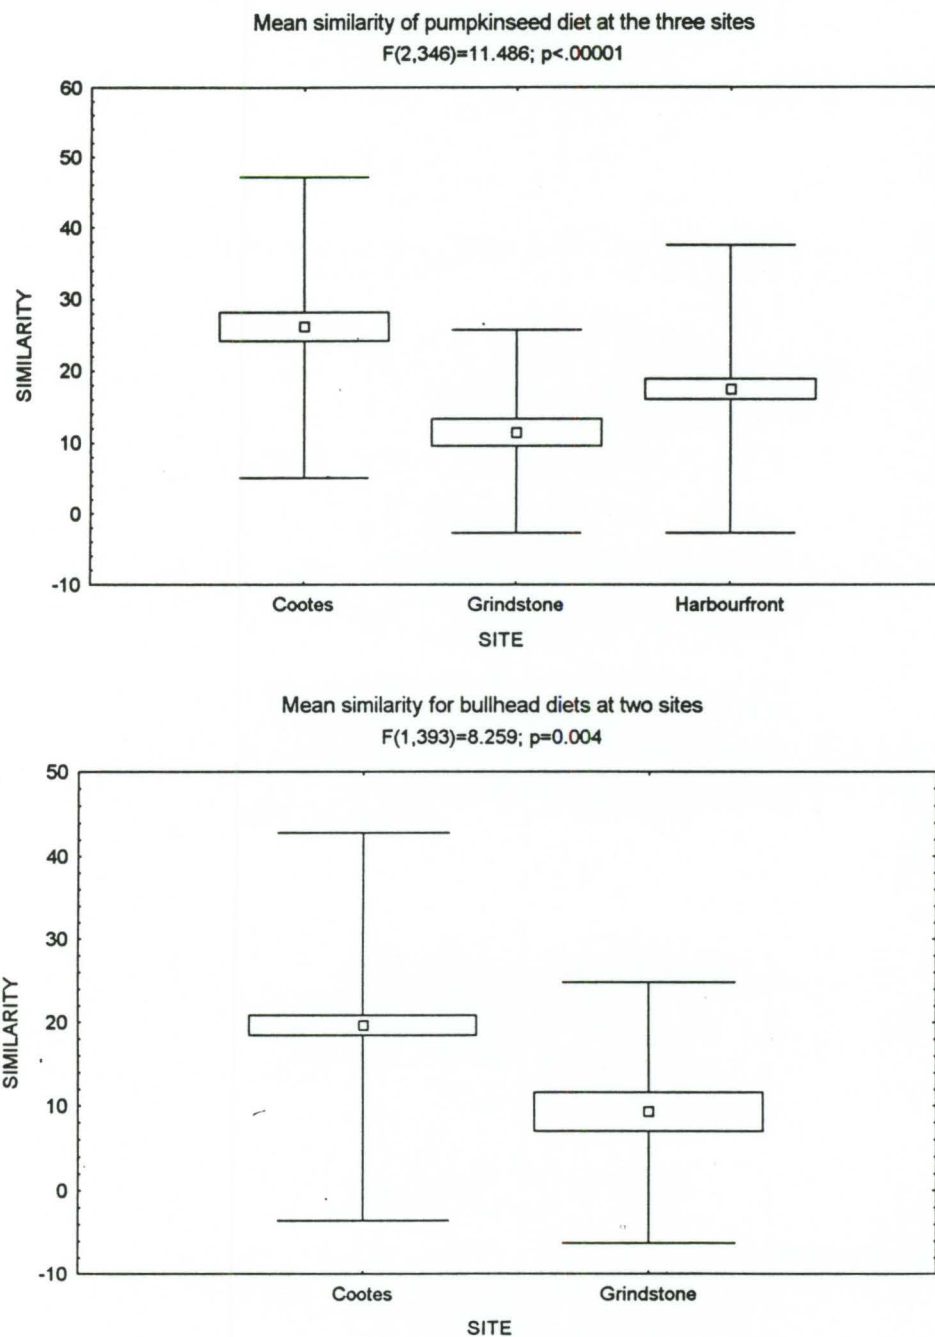 Mean similarity of pumpkinseed diet at the three sites
F(2,346)=11.486; p<.00001
60
50
40
30
20
10
0
-10
SIMILARITY
Cootes Grindstone Harbourfront
SITE
Mean similarity for bullhead diets at two sites
F(1,393)=8.259; p=0.004
50
40
30
20
10
0
-10
SIMILARITY
Cootes Grindstone
SITE